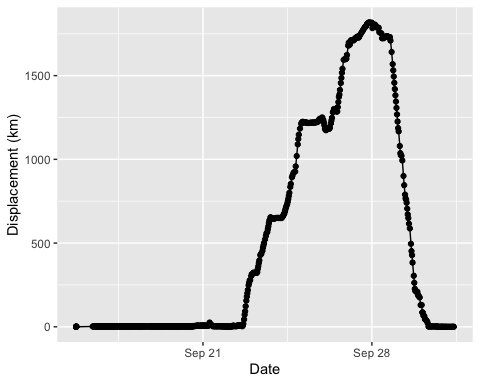 Displacement (km)
1500
1000
500
0
Sep 21
Sep 28
Date